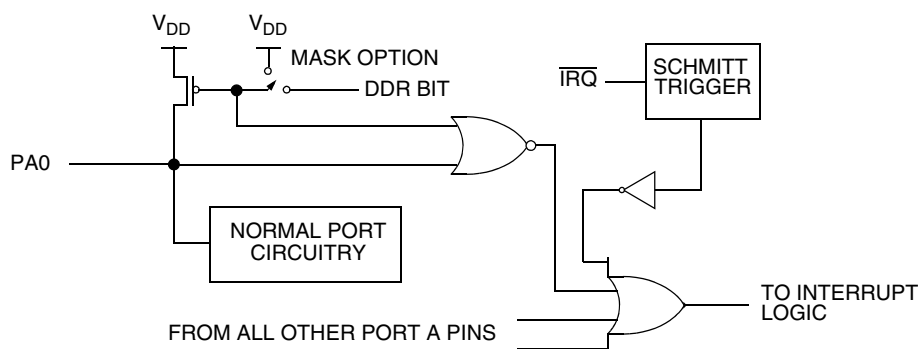 VDD
VDD
MASK OPTION
DDR BIT
IRQ
SCHMITT
TRIGGER
PA0
NORMAL PORT
CIRCUITRY
FROM ALL OTHER PORT A PINS
TO INTERRUPT
LOGIC